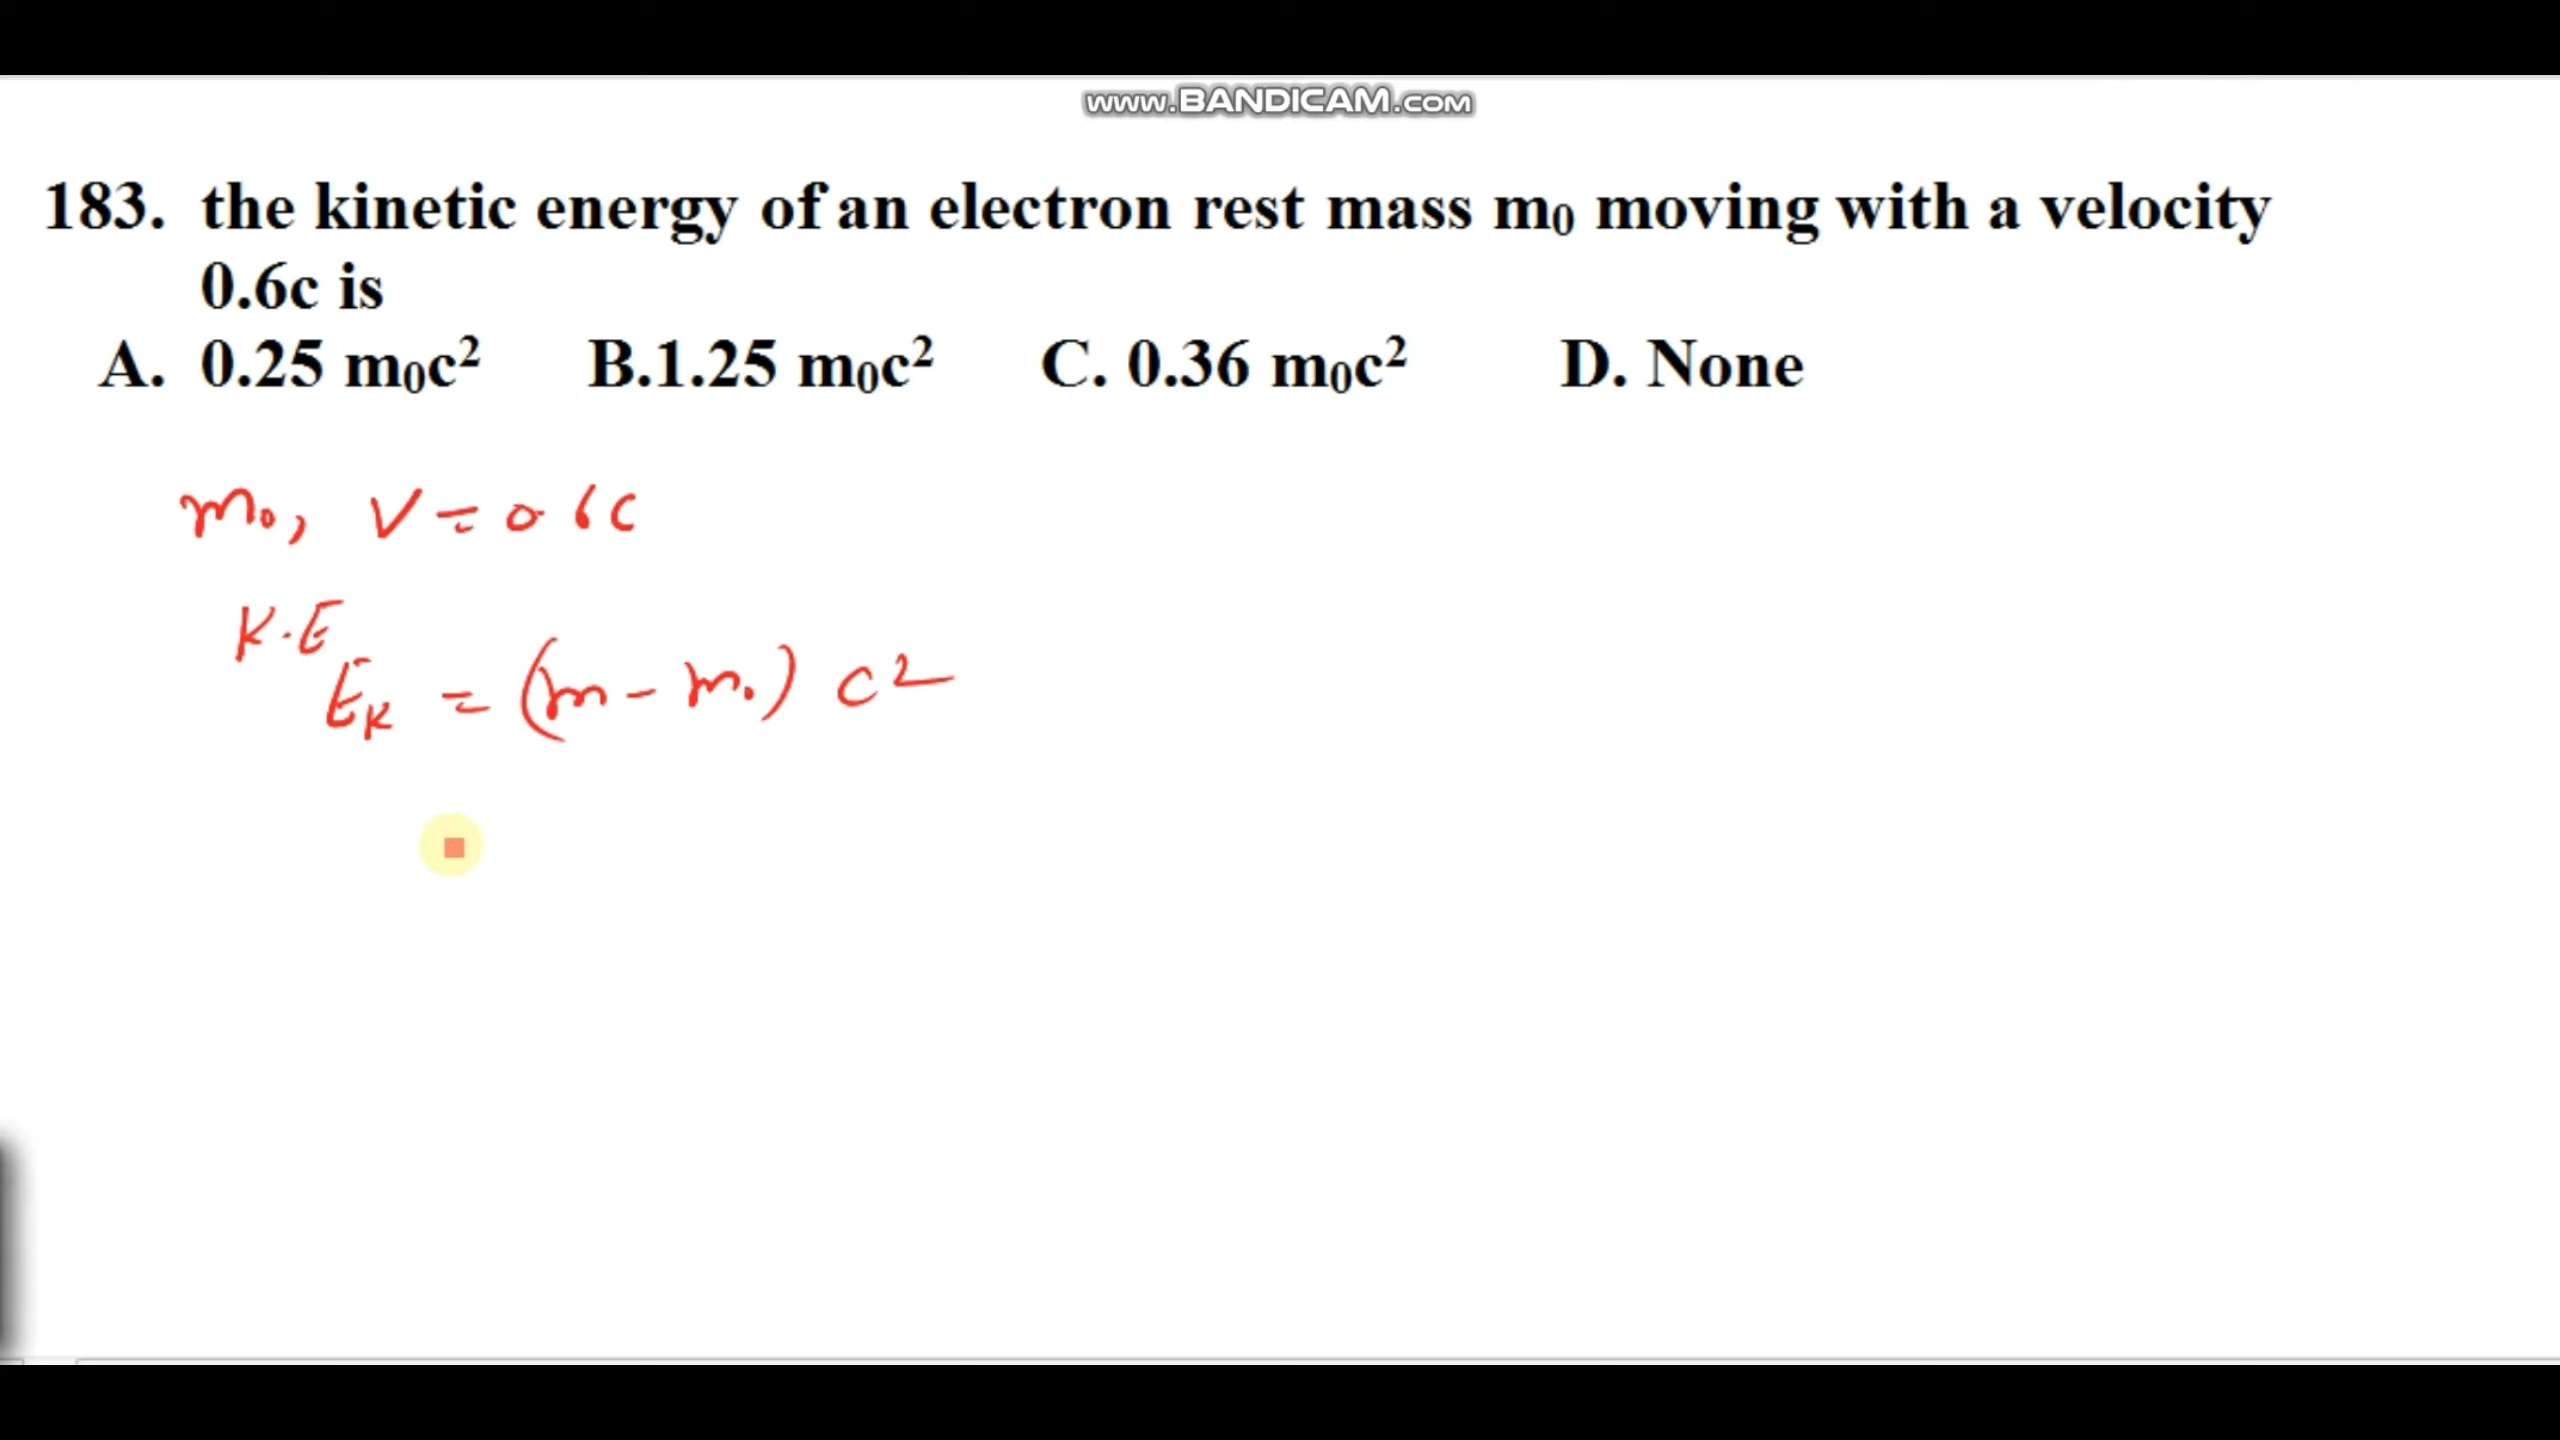 www.BANDICAM.com
183. the kinetic energy of an electron rest mass m₀ moving with a velocity
0.6c is
A. 0.25 m₀c² B.1.25 m₀c² C. 0.36 m₀c² D. None
m₀, V = 0.6c
K.E
E_K = (m - m₀) c²